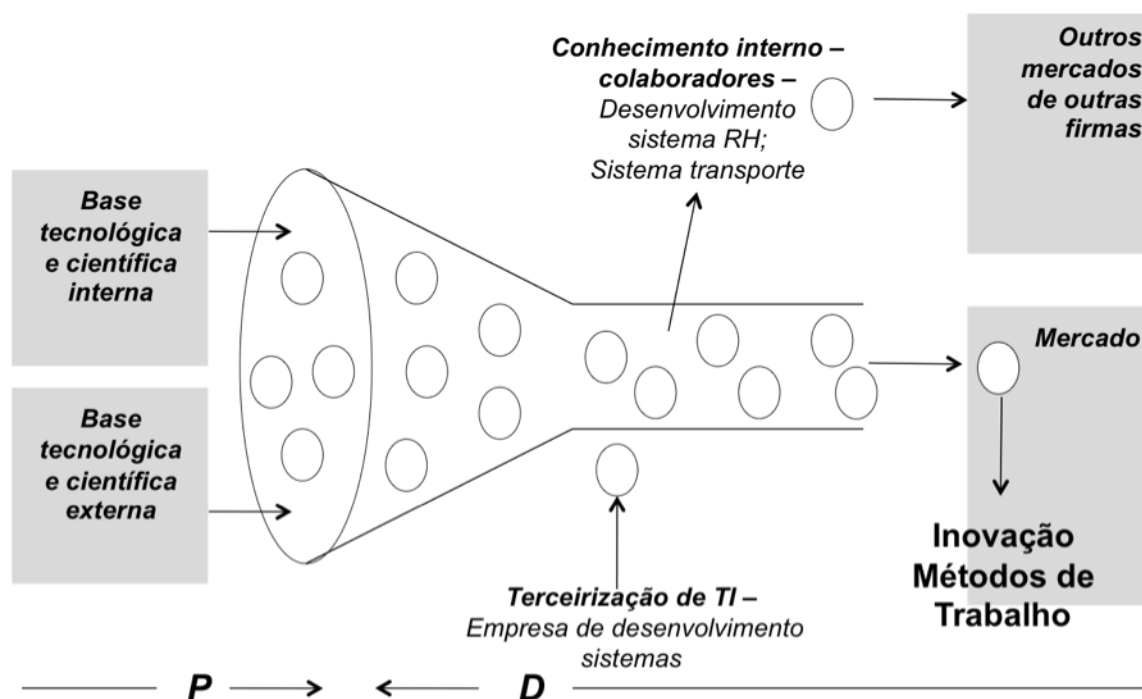 Conhecimento interno –
colaboradores –
Desenvolvimento
sistema RH;
Sistema transporte
Outros
mercados
de outras
firmas
Base
tecnológica
e científica
interna
Mercado
Base
tecnológica
e científica
externa
Inovação
Métodos de
Trabalho
Terceirização de TI –
Empresa de desenvolvimento
sistemas
P
D